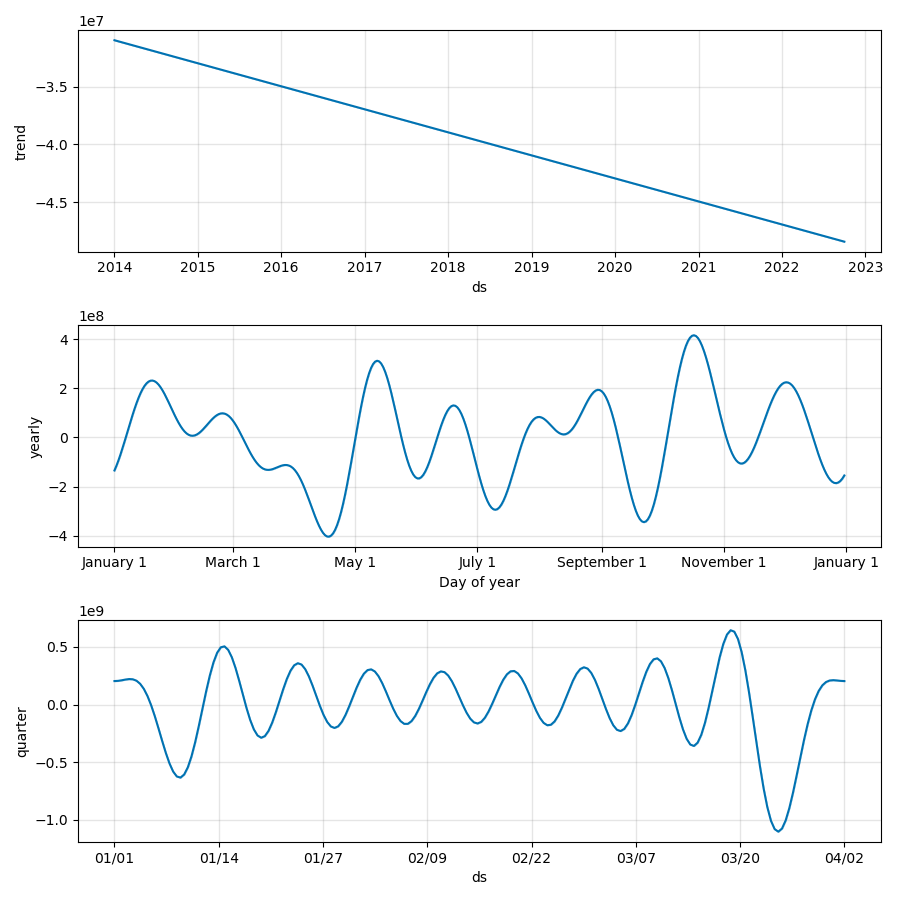 1e7
trend
−3.5
−4.0
−4.5
2014 2015 2016 2017 2018 2019 2020 2021 2022 2023
ds
1e8
yearly
4
2
0
−2
−4
January 1 March 1 May 1 July 1 September 1 November 1 January 1
Day of year
1e9
quarter
0.5
0.0
−0.5
−1.0
01/01 01/14 01/27 02/09 02/22 03/07 03/20 04/02
ds